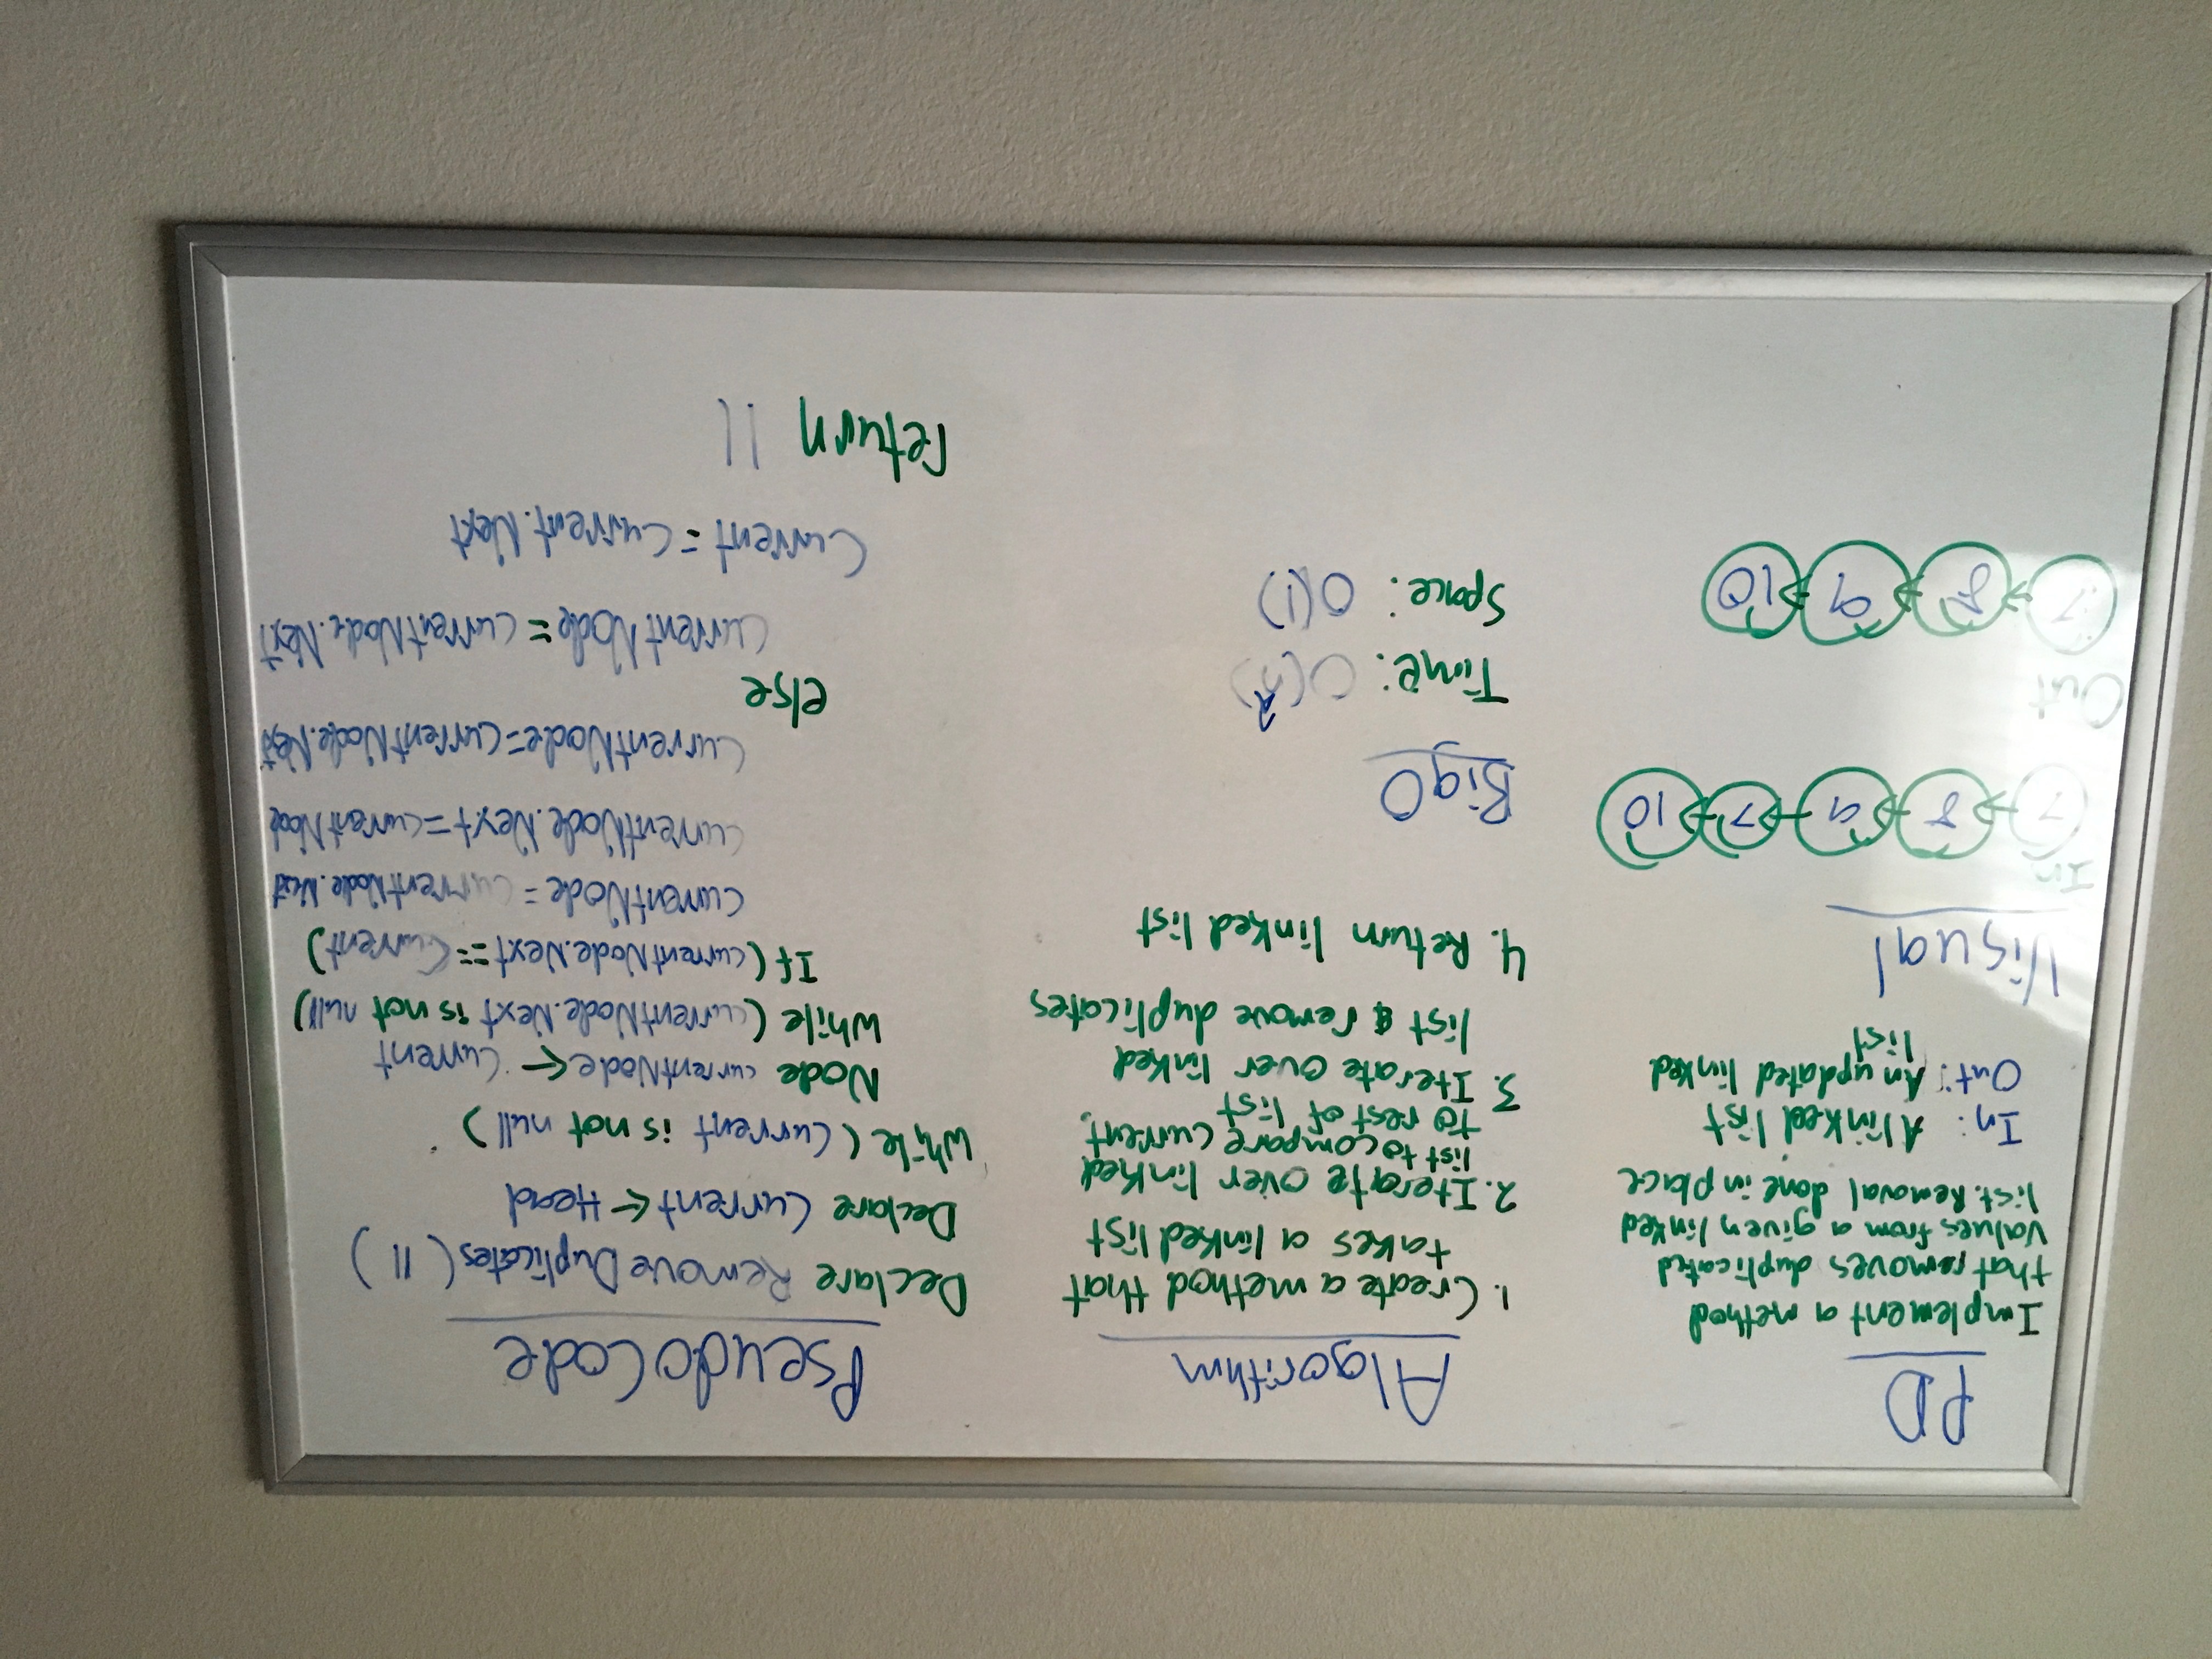 PD
Implement a method
that removes duplicated
values from a given linked
list. Removal done in place
In: A linked list
Out: An updated linked
list
Visual
In
7 8 9 7 10
Out
7 8 9 10
Algorithm
1. Create a method that
takes a linked list
2. Iterate over linked
list to compare current
to rest of list
3. Iterate over linked
list & remove duplicates
4. Return linked list
Big O
Time: O(n²)
Space: O(1)
PseudoCode
Declare RemoveDuplicates( ll )
Declare Current ← Head
While ( Current is not null )
Node currentNode ← Current
While (currentNode.Next is not null)
If (currentNode.Next == Current)
currentNode = currentNode.Next
currentNode.Next = currentNode
currentNode = currentNode.Next
else
currentNode = currentNode.Next
Current = Current.Next
return ll